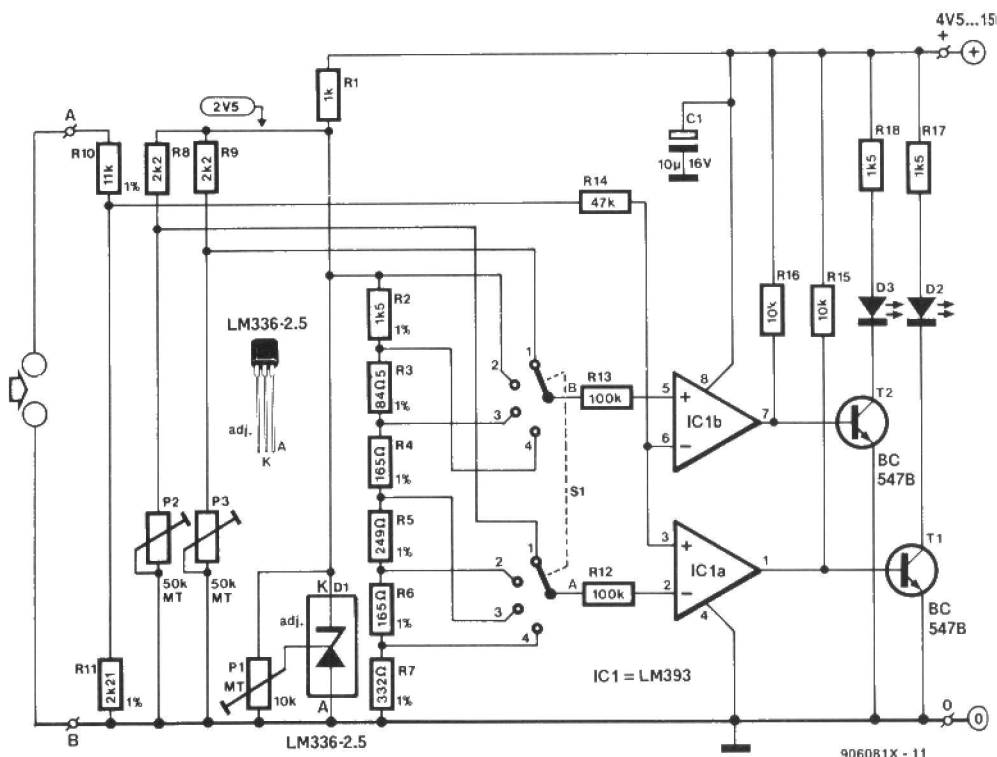 4V5...15
+
+
R1
1k
2V5
A
R10
11k
1%
R8
2k2
R9
2k2
C1
10µ
16V
R18
1k5
R17
1k5
R14
47k
R16
10k
R15
10k
D3
D2
LM336-2.5
adj.
K
A
R2
1k5
1%
R3
84Ω5
1%
R4
165Ω
1%
R5
249Ω
1%
R6
165Ω
1%
R7
332Ω
1%
1
2
3
4
B
S1
1
2
3
4
A
R13
100k
R12
100k
5
+
6
−
8
7
IC1b
3
+
2
−
4
1
IC1a
T2
BC
547B
T1
BC
547B
P2
50k
MT
P3
50k
MT
R11
2k21
1%
P1
MT
10k
K
D1
adj.
A
IC1 = LM393
B
LM336-2.5
0
0
906081X - 11